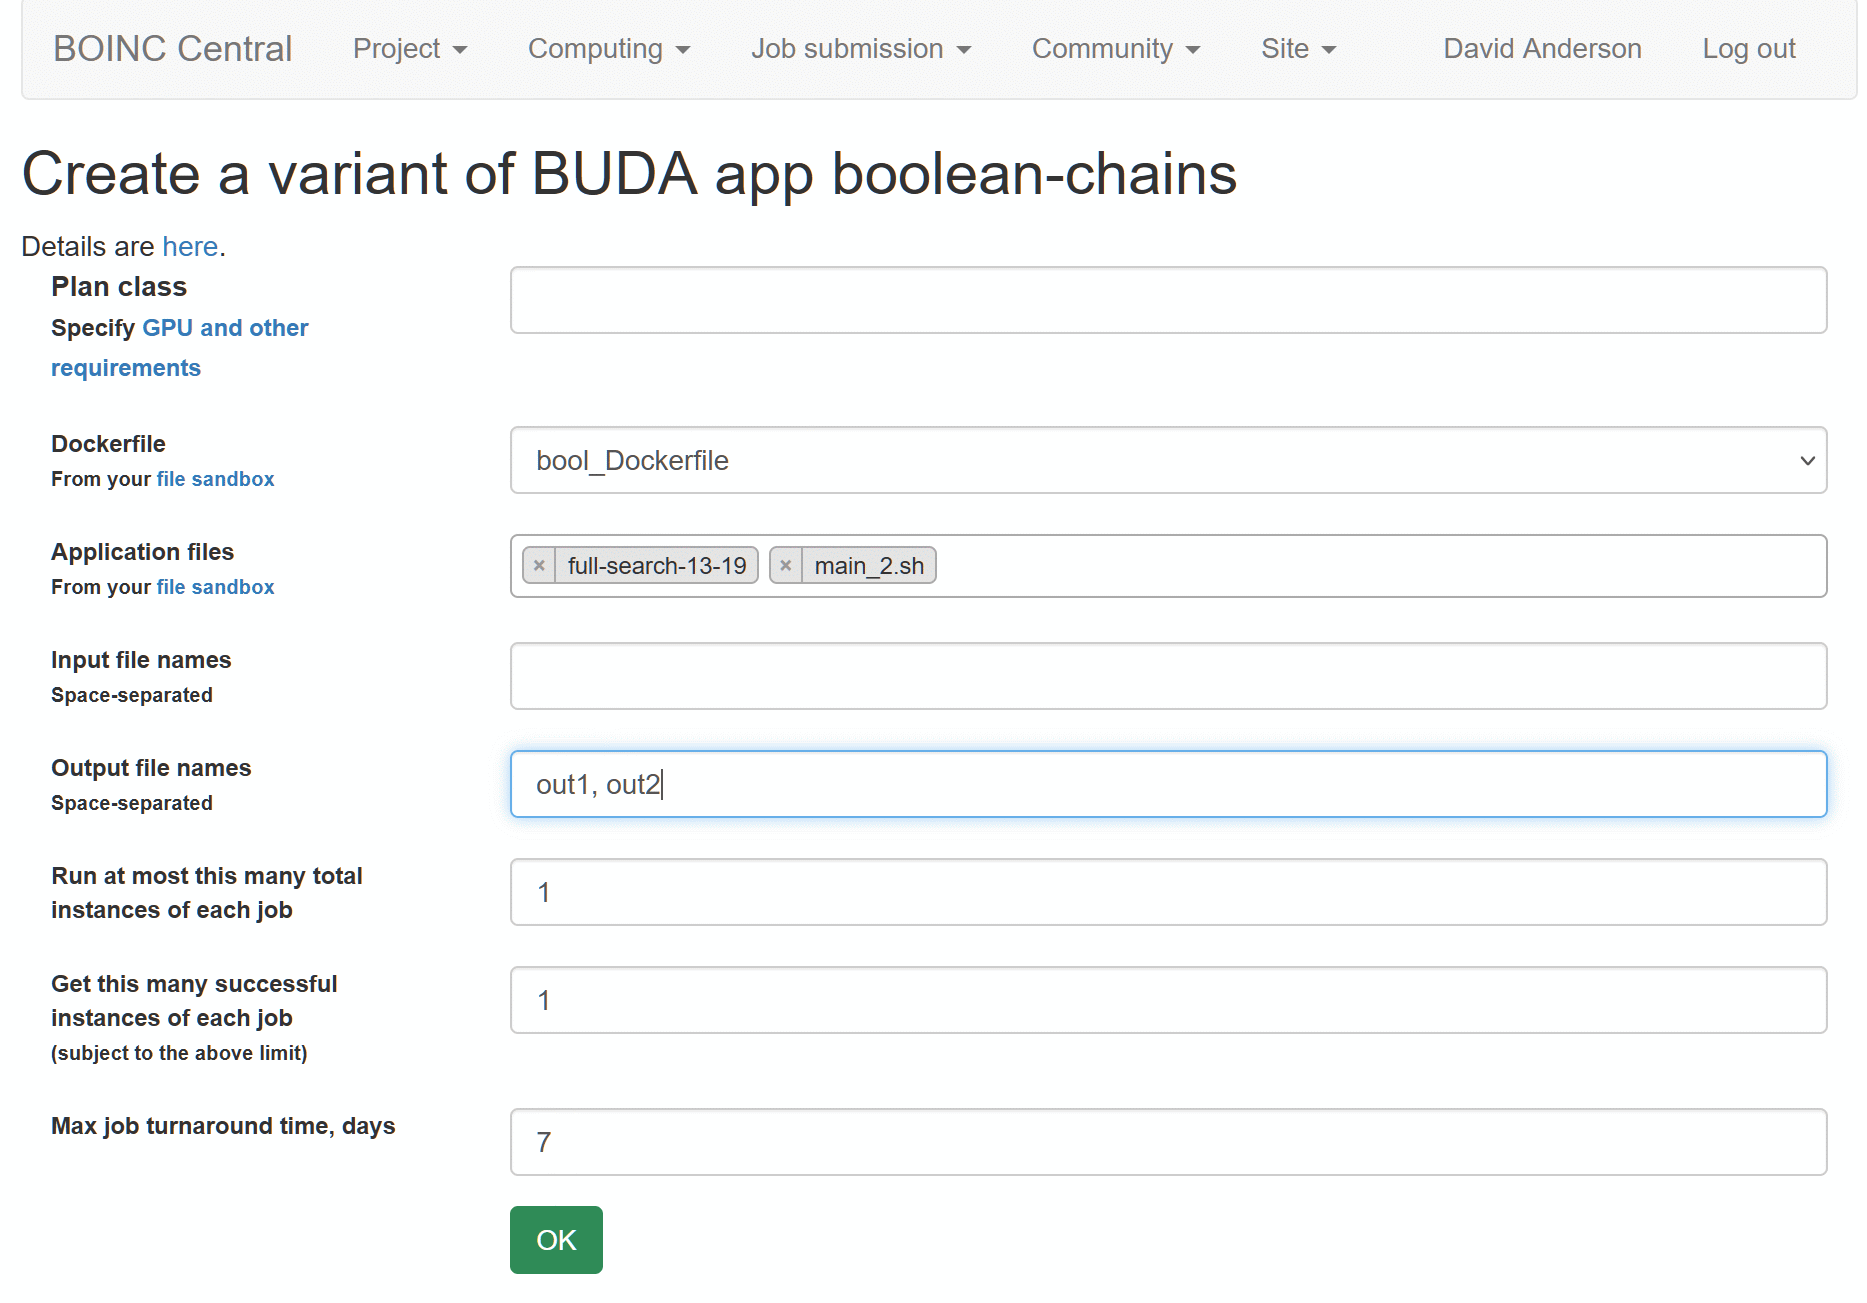 BOINC Central Project Computing Job submission Community Site David Anderson Log out
Create a variant of BUDA app boolean-chains
Details are here.
Plan class
Specify GPU and other
requirements
Dockerfile
From your file sandbox
bool_Dockerfile
Application files
From your file sandbox
× full-search-13-19 × main_2.sh
Input file names
Space-separated
Output file names
Space-separated
out1, out2
Run at most this many total
instances of each job
1
Get this many successful
instances of each job
(subject to the above limit)
1
Max job turnaround time, days
7
OK